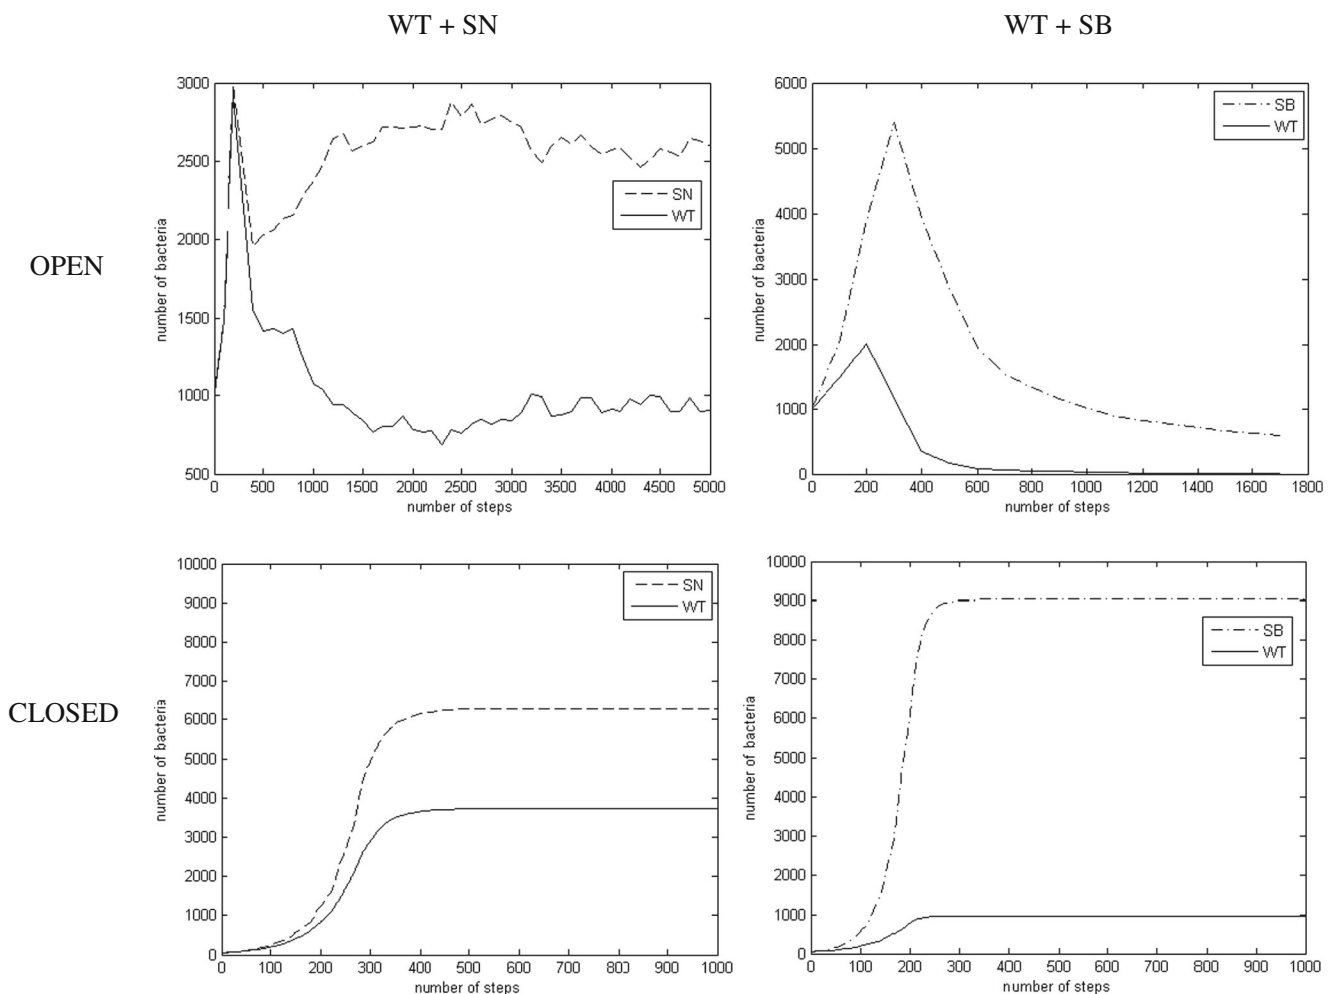 WT + SN
WT + SB
OPEN
CLOSED
number of bacteria
3000
2500
2000
1500
1000
500
SN
WT
0 500 1000 1500 2000 2500 3000 3500 4000 4500 5000
number of steps
number of bacteria
6000
5000
4000
3000
2000
1000
0
SB
WT
0 200 400 600 800 1000 1200 1400 1600 1800
number of steps
number of bacteria
10000
9000
8000
7000
6000
5000
4000
3000
2000
1000
0
SN
WT
0 100 200 300 400 500 600 700 800 900 1000
number of steps
number of bacteria
10000
9000
8000
7000
6000
5000
4000
3000
2000
1000
0
SB
WT
0 100 200 300 400 500 600 700 800 900 1000
number of steps